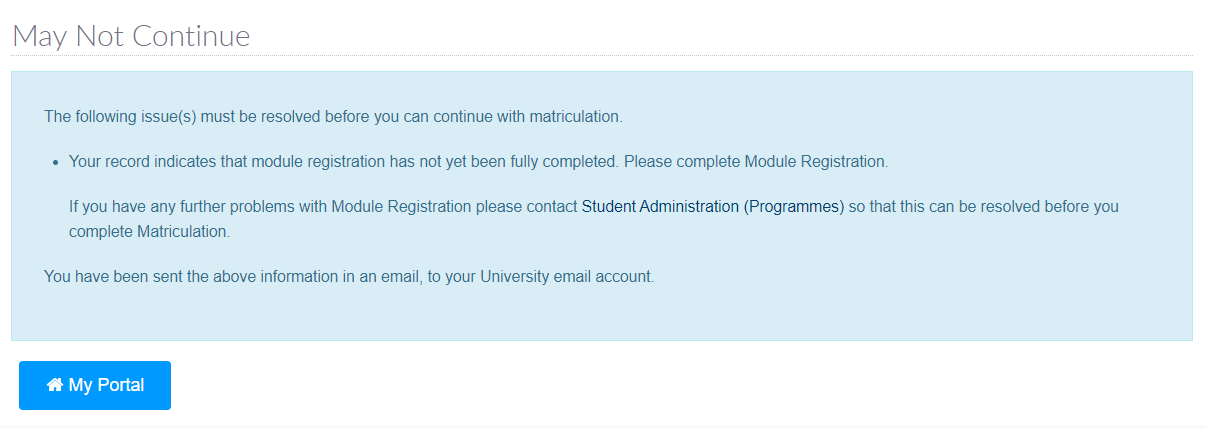 May Not Continue
The following issue(s) must be resolved before you can continue with matriculation.
• Your record indicates that module registration has not yet been fully completed. Please complete Module Registration.
If you have any further problems with Module Registration please contact Student Administration (Programmes) so that this can be resolved before you
complete Matriculation.
You have been sent the above information in an email, to your University email account.
My Portal